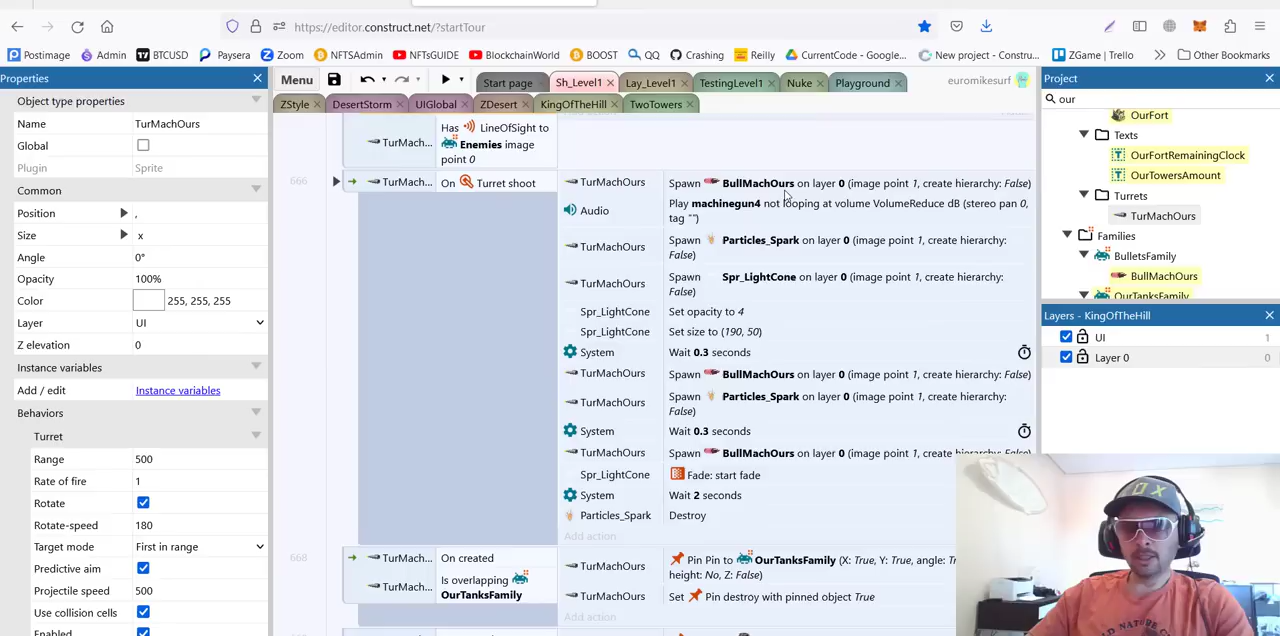 https://editor.construct.net/?startTour
Postimage Admin BTCUSD Paysera Zoom NFTSAdmin NFTsGUIDE BlockchainWorld BOOST QQ Crashing Reilly CurrentCode - Google... New project - Constru... ZGame | Trello Other Bookmarks
Properties
Object type properties
Name TurMachOurs
Global
Plugin Sprite
Common
Position ,
Size x
Angle 0°
Opacity 100%
Color 255, 255, 255
Layer UI
Z elevation 0
Instance variables
Add / edit Instance variables
Behaviors
Turret
Range 500
Rate of fire 1
Rotate
Rotate-speed 180
Target mode First in range
Predictive aim
Projectile speed 500
Use collision cells
Enabled
Menu Start page Sh_Level1 Lay_Level1 TestingLevel1 Nuke Playground euromikesurf
ZStyle DesertStorm UIGlobal ZDesert KingOfTheHill TwoTowers
TurMach... Has LineOfSight to
Enemies image
point 0
666 TurMach... On Turret shoot
TurMachOurs Spawn BullMachOurs on layer 0 (image point 1, create hierarchy: False)
Audio Play machinegun4 not looping at volume VolumeReduce dB (stereo pan 0,
tag "")
TurMachOurs Spawn Particles_Spark on layer 0 (image point 1, create hierarchy:
False)
TurMachOurs Spawn Spr_LightCone on layer 0 (image point 1, create hierarchy:
False)
Spr_LightCone Set opacity to 4
Spr_LightCone Set size to (190, 50)
System Wait 0.3 seconds
TurMachOurs Spawn BullMachOurs on layer 0 (image point 1, create hierarchy: False)
TurMachOurs Spawn Particles_Spark on layer 0 (image point 1, create hierarchy:
False)
System Wait 0.3 seconds
TurMachOurs Spawn BullMachOurs on layer 0 (image point 1, create hierarchy: False)
Spr_LightCone Fade: start fade
System Wait 2 seconds
Particles_Spark Destroy
Add action
668 TurMach... On created
TurMach... Is overlapping
OurTanksFamily
TurMachOurs Pin Pin to OurTanksFamily (X: True, Y: True, angle:
height: No, Z: False)
TurMachOurs Set Pin destroy with pinned object True
Add action
Project
our
OurFort
Texts
OurFortRemainingClock
OurTowersAmount
Turrets
TurMachOurs
Families
BulletsFamily
BullMachOurs
OurTanksFamily
Layers - KingOfTheHill
UI 1
Layer 0 0